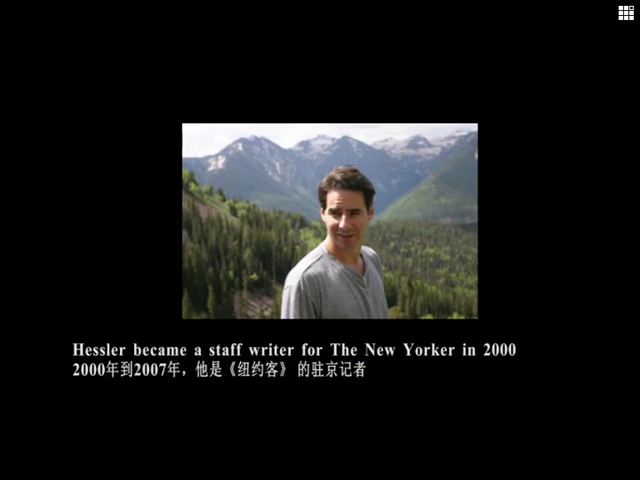 Hessler became a staff writer for The New Yorker in 2000
2000年到2007年，他是《纽约客》 的驻京记者